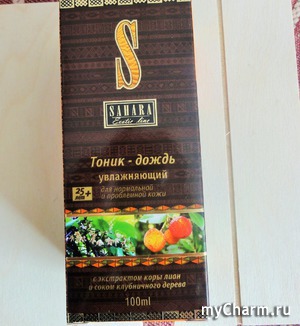 S
SAHARA
Exotic line
Тоник - дождь
увлажняющий
для нормальной
и проблемной кожи
25
лет +
с экстрактом коры лиан
и соком клубничного дерева
100ml
myCharm.ru